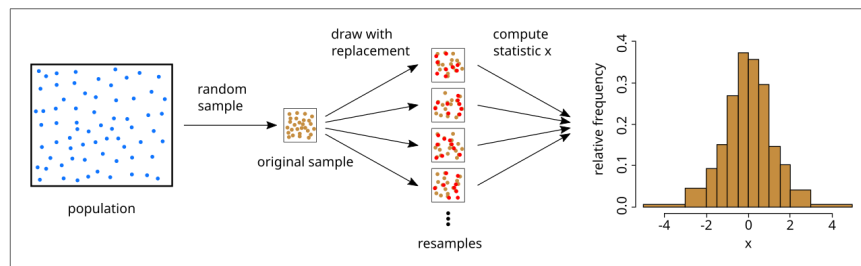 population
random
sample
original sample
draw with
replacement
resamples
compute
statistic x
relative frequency
0.4
0.3
0.2
0.1
0.0
-4
-2
0
2
4
x